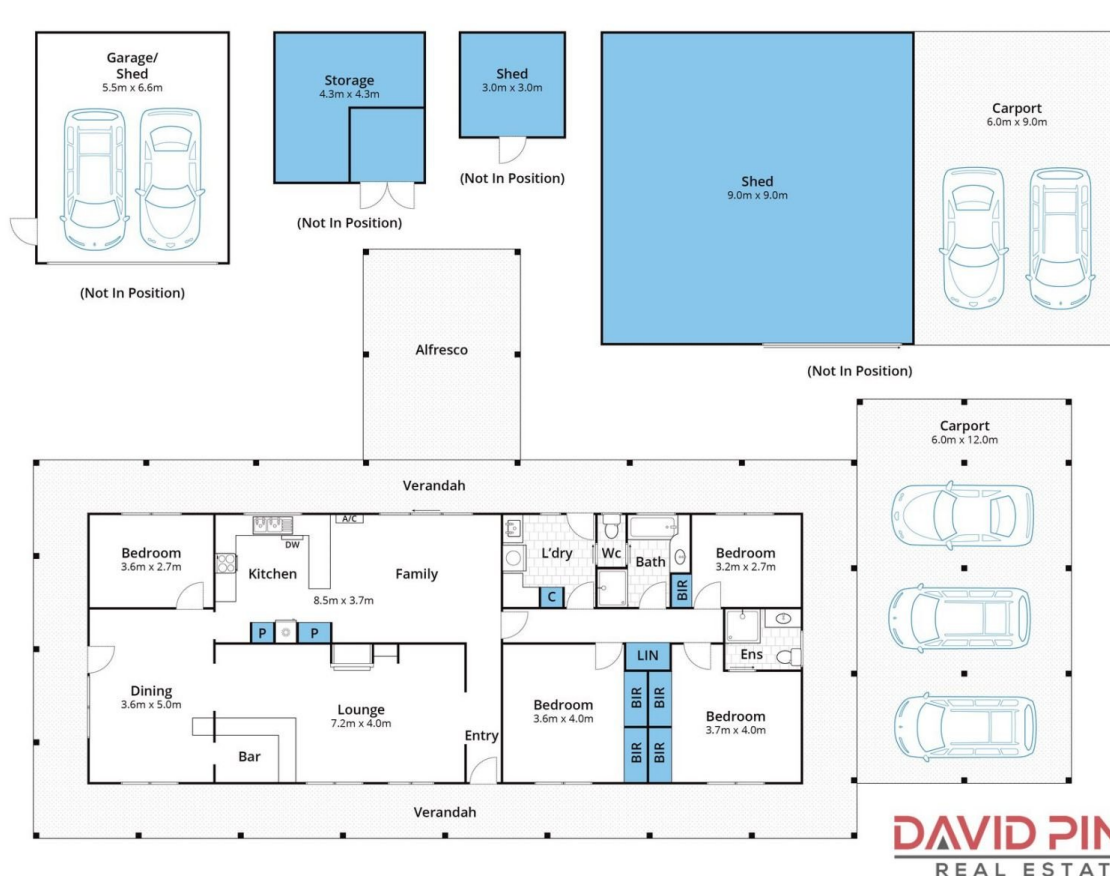 Garage/
Shed
5.5m x 6.6m
(Not In Position)
Storage
4.3m x 4.3m
(Not In Position)
Shed
3.0m x 3.0m
(Not In Position)
Shed
9.0m x 9.0m
Carport
6.0m x 9.0m
(Not In Position)
Alfresco
Carport
6.0m x 12.0m
Verandah
Bedroom
3.6m x 2.7m
Kitchen
DW
A/C
Family
8.5m x 3.7m
P
P
L'dry
C
Wc
Bath
BIR
Bedroom
3.2m x 2.7m
Ens
LIN
Dining
3.6m x 5.0m
Bar
Lounge
7.2m x 4.0m
Entry
Bedroom
3.6m x 4.0m
BIR
BIR
BIR
BIR
Bedroom
3.7m x 4.0m
Verandah
DAVID PIN
REAL ESTAT